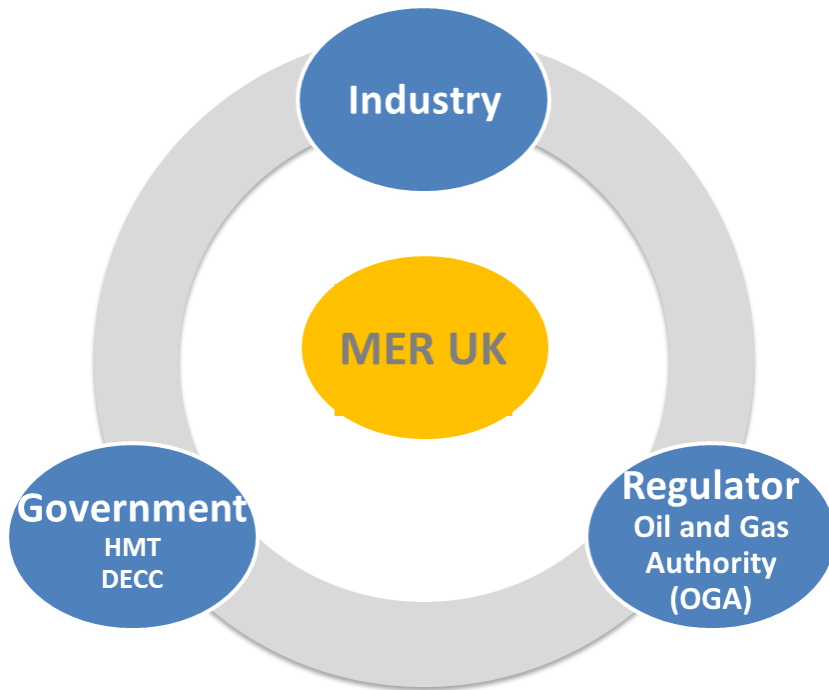 Industry
MER UK
Government
HMT
DECC
Regulator
Oil and Gas
Authority
(OGA)